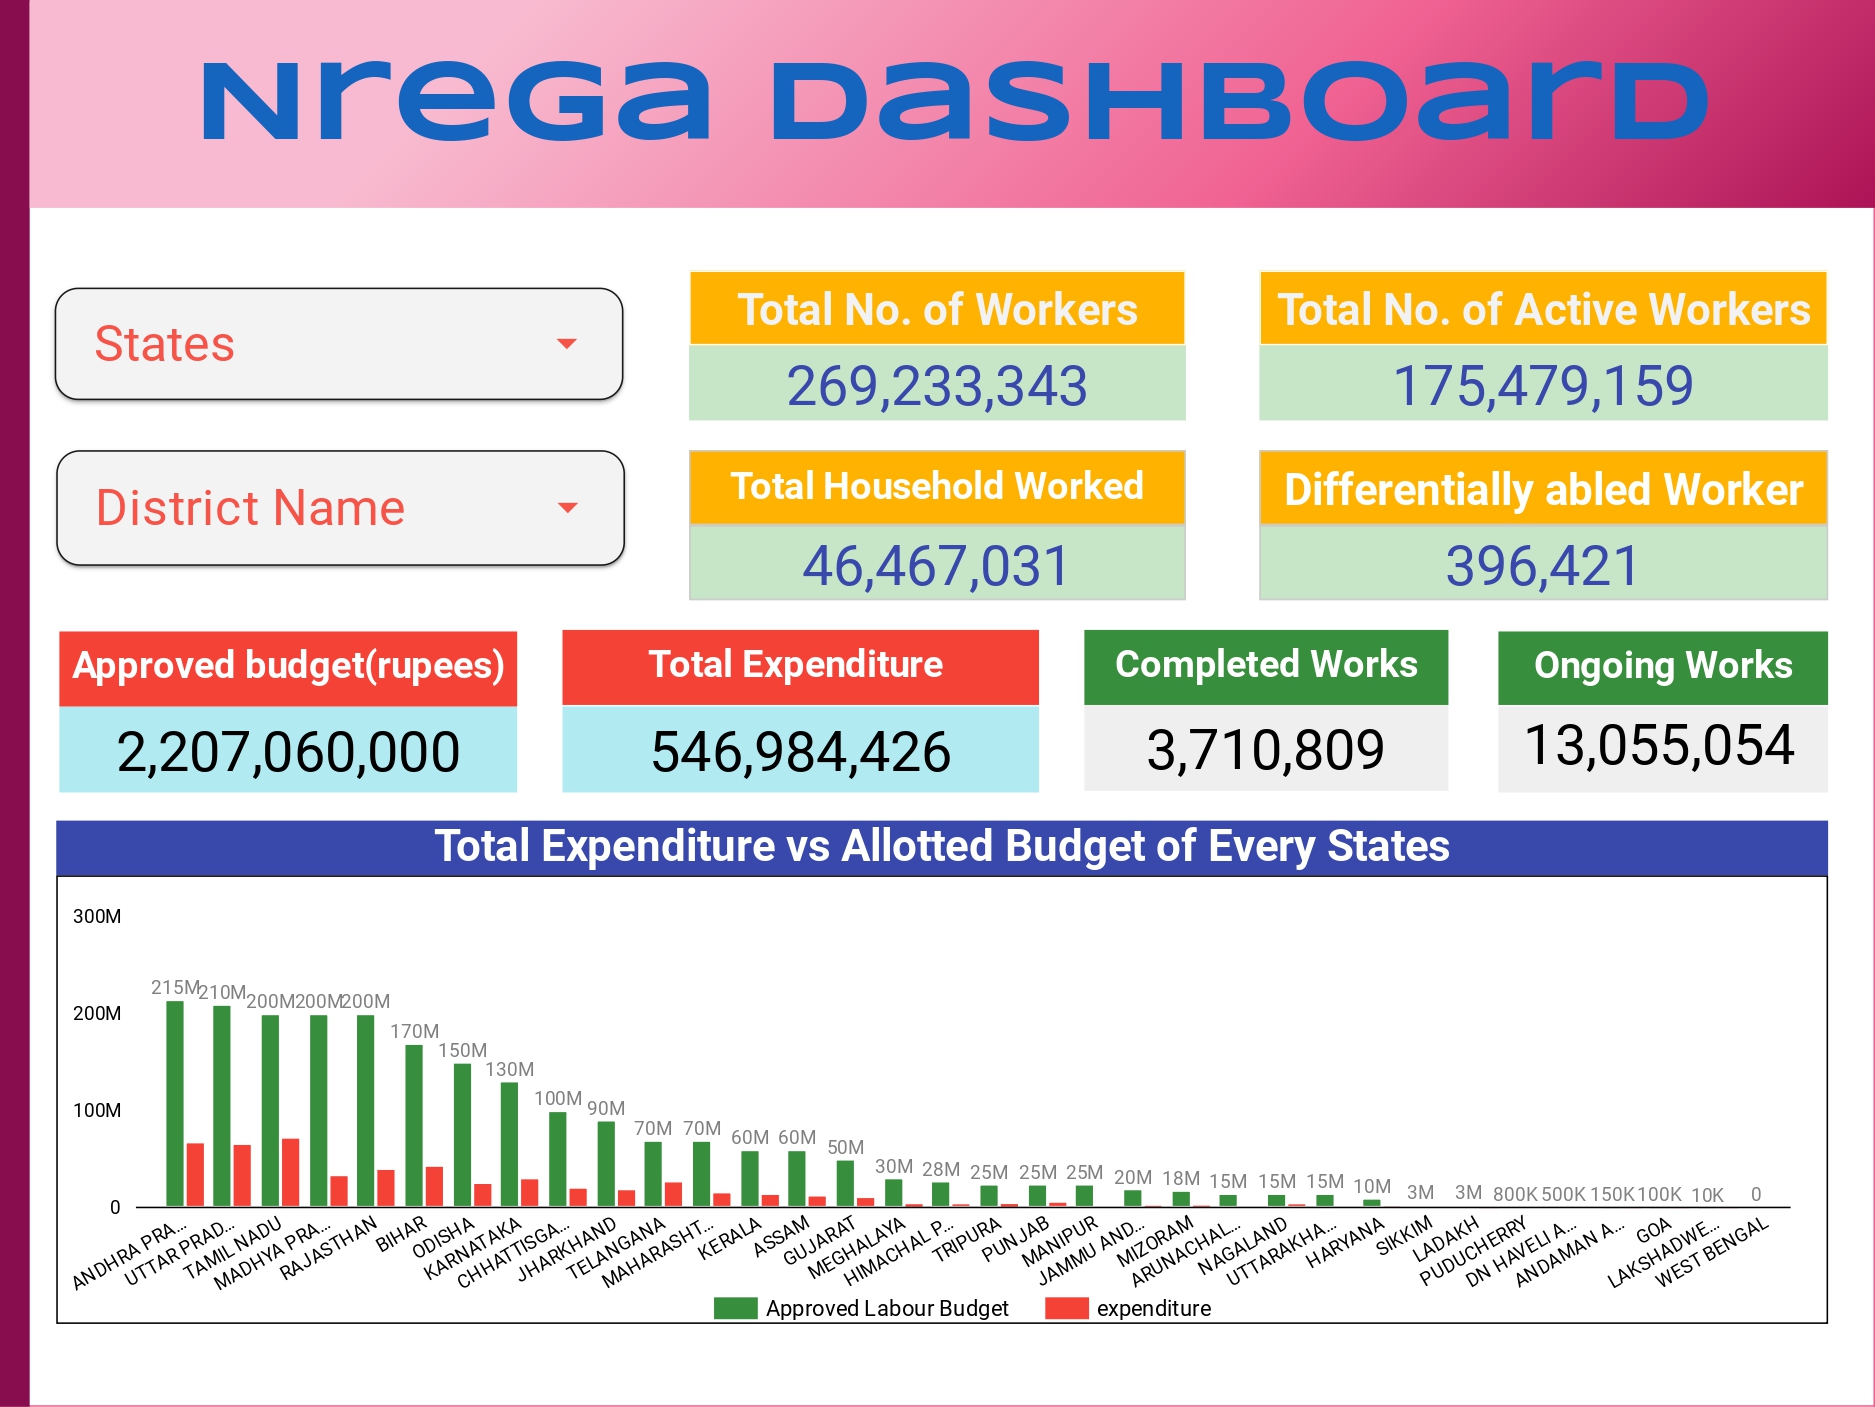 Nrega Dashboard
States
Total No. of Workers
269,233,343
Total No. of Active Workers
175,479,159
District Name
Total Household Worked
46,467,031
Differentially abled Worker
396,421
Approved budget(rupees)
2,207,060,000
Total Expenditure
546,984,426
Completed Works
3,710,809
Ongoing Works
13,055,054
Total Expenditure vs Allotted Budget of Every States
300M
200M
100M
0
215M 210M 200M 200M 200M 170M 150M 130M 100M 90M 70M 70M 60M 60M 50M 30M 28M 25M 25M 25M 20M 18M 15M 15M 15M 10M 3M 3M 800K 500K 150K 100K 10K 0
ANDHRA PRA...
UTTAR PRAD...
TAMIL NADU
MADHYA PRA...
RAJASTHAN
BIHAR
ODISHA
KARNATAKA
CHHATTISGA...
JHARKHAND
TELANGANA
MAHARASHT...
KERALA
ASSAM
GUJARAT
MEGHALAYA
HIMACHAL P...
TRIPURA
PUNJAB
MANIPUR
JAMMU AND...
MIZORAM
ARUNACHAL...
NAGALAND
UTTARAKHA...
HARYANA
SIKKIM
LADAKH
PUDUCHERRY
DN HAVELI A...
ANDAMAN A...
GOA
LAKSHADWE...
WEST BENGAL
Approved Labour Budget
expenditure